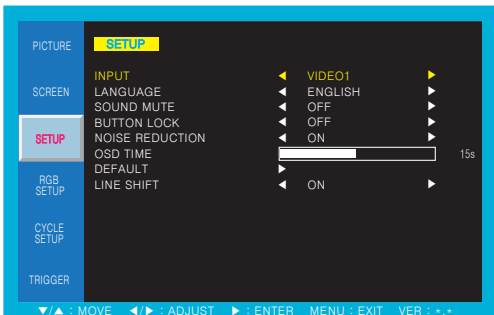 PICTURE
SCREEN
SETUP
RGB
SETUP
CYCLE
SETUP
TRIGGER
SETUP
INPUT ◀ VIDEO1 ▶
LANGUAGE ◀ ENGLISH ▶
SOUND MUTE ◀ OFF ▶
BUTTON LOCK ◀ OFF ▶
NOISE REDUCTION ◀ ON ▶
OSD TIME 15s
DEFAULT ▶
LINE SHIFT ◀ ON ▶
▼/▲ : MOVE ◀/▶ : ADJUST ▶ : ENTER MENU : EXIT VER : *.*